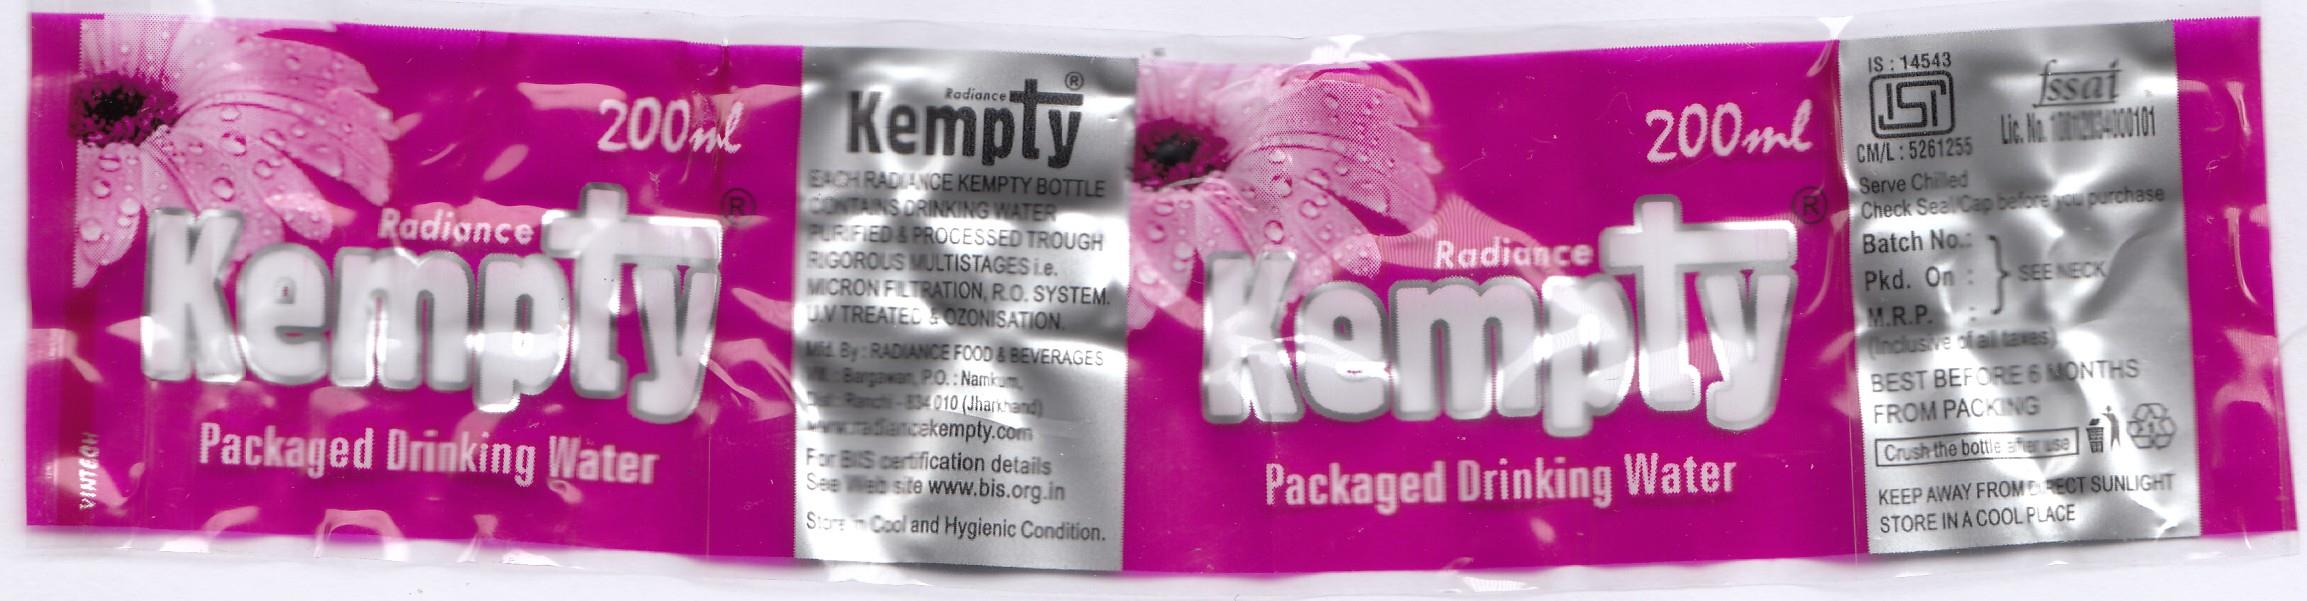 200ml
Radiance
Kempty ®
Packaged Drinking Water
VINTECH
Radiance
Kempty ®
EACH RADIANCE KEMPTY BOTTLE
CONTAINS DRINKING WATER
PURIFIED & PROCESSED TROUGH
RIGOROUS MULTISTAGES i.e.
MICRON FILTRATION, R.O. SYSTEM.
U.V TREATED & OZONISATION.
Mfd. By : RADIANCE FOOD & BEVERAGES
Vill. : Bargawan, P.O. : Namkum,
Dist : Ranchi - 834 010 (Jharkhand)
www.radiancekempty.com
For BIS certification details
See Web site www.bis.org.in
Store in Cool and Hygienic Condition.
200ml
Radiance
Kempty ®
Packaged Drinking Water
IS : 14543
ISI
CM/L : 5261255
fssai
Lic. No.
Serve Chilled
Check Seal/Cap before you purchase
Batch No.:
Pkd. On :
M.R.P. :
SEE NECK
(Inclusive of all taxes)
BEST BEFORE 6 MONTHS
FROM PACKING
Crush the bottle after use
KEEP AWAY FROM DIRECT SUNLIGHT
STORE IN A COOL PLACE